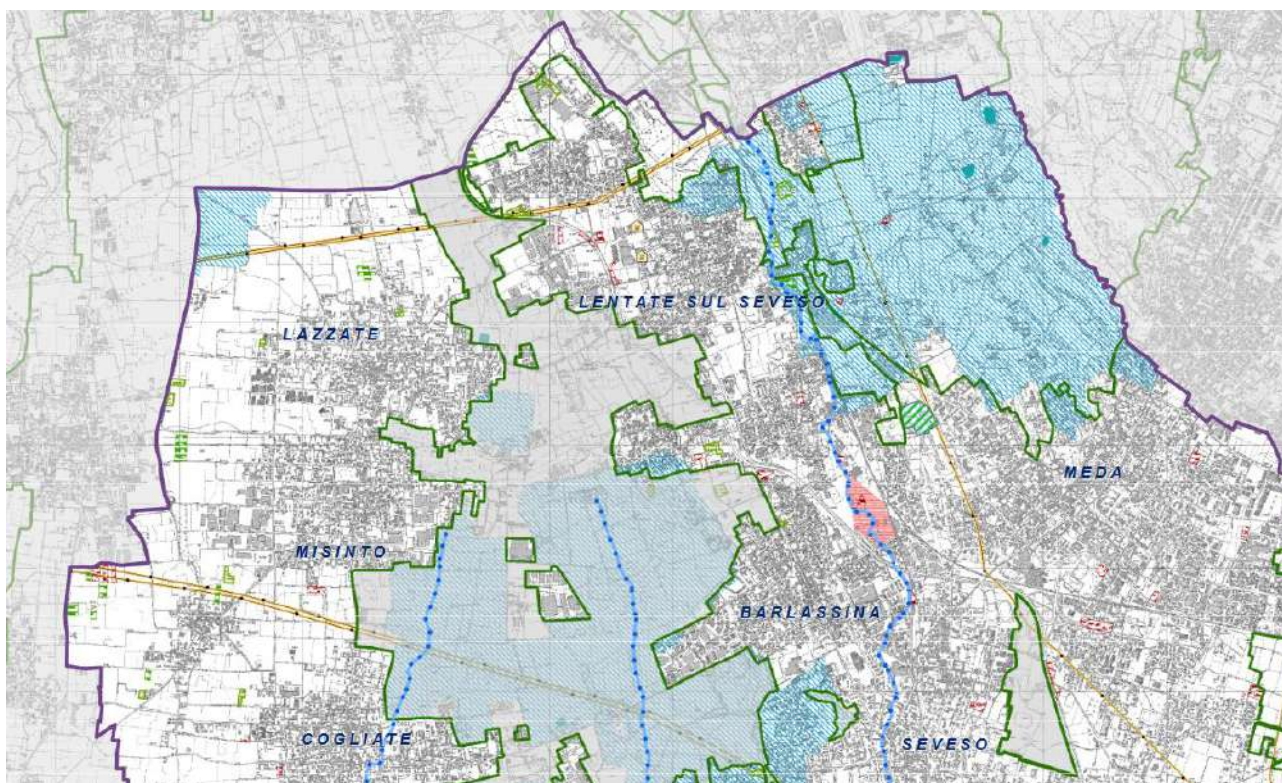 LENTATE SUL SEVESO
LAZZATE
MEDA
MISINTO
BARLASSINA
COGLIATE
SEVESO